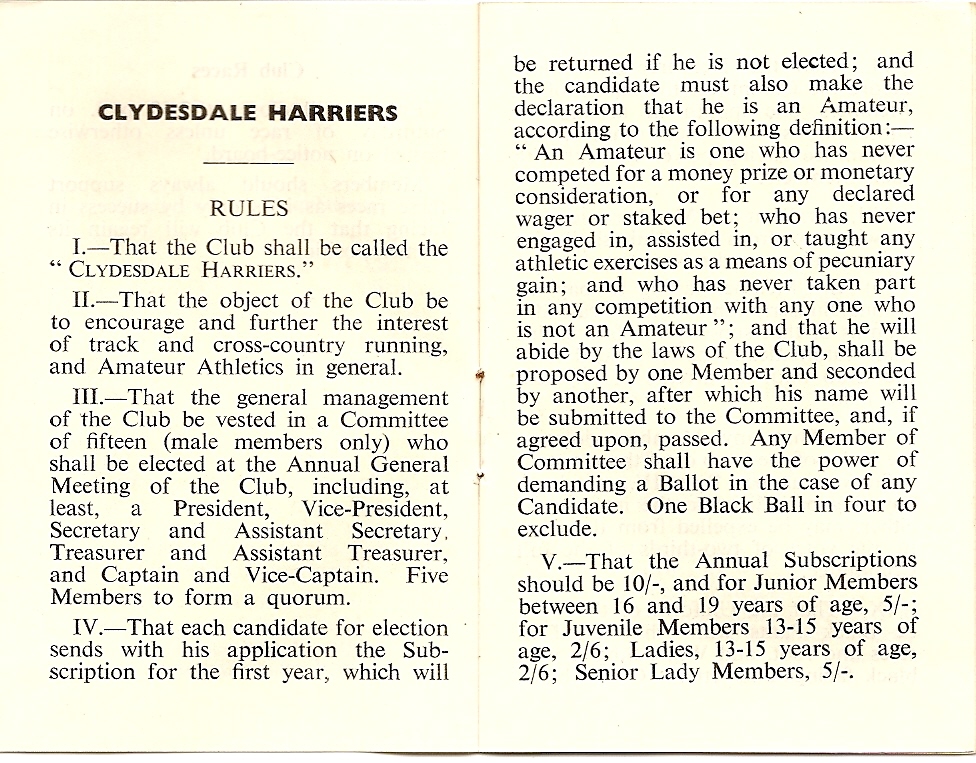 CLYDESDALE HARRIERS
RULES
I.—That the Club shall be called the
“ CLYDESDALE HARRIERS.”
II.—That the object of the Club be
to encourage and further the interest
of track and cross-country running,
and Amateur Athletics in general.
III.—That the general management
of the Club be vested in a Committee
of fifteen (male members only) who
shall be elected at the Annual General
Meeting of the Club, including, at
least, a President, Vice-President,
Secretary and Assistant Secretary,
Treasurer and Assistant Treasurer,
and Captain and Vice-Captain. Five
Members to form a quorum.
IV.—That each candidate for election
sends with his application the Sub-
scription for the first year, which will
be returned if he is not elected; and
the candidate must also make the
declaration that he is an Amateur,
according to the following definition:—
“ An Amateur is one who has never
competed for a money prize or monetary
consideration, or for any declared
wager or staked bet; who has never
engaged in, assisted in, or taught any
athletic exercises as a means of pecuniary
gain; and who has never taken part
in any competition with any one who
is not an Amateur ”; and that he will
abide by the laws of the Club, shall be
proposed by one Member and seconded
by another, after which his name will
be submitted to the Committee, and, if
agreed upon, passed. Any Member of
Committee shall have the power of
demanding a Ballot in the case of any
Candidate. One Black Ball in four to
exclude.
V.—That the Annual Subscriptions
should be 10/-, and for Junior Members
between 16 and 19 years of age, 5/-;
for Juvenile Members 13-15 years of
age, 2/6; Ladies, 13-15 years of age,
2/6; Senior Lady Members, 5/-.